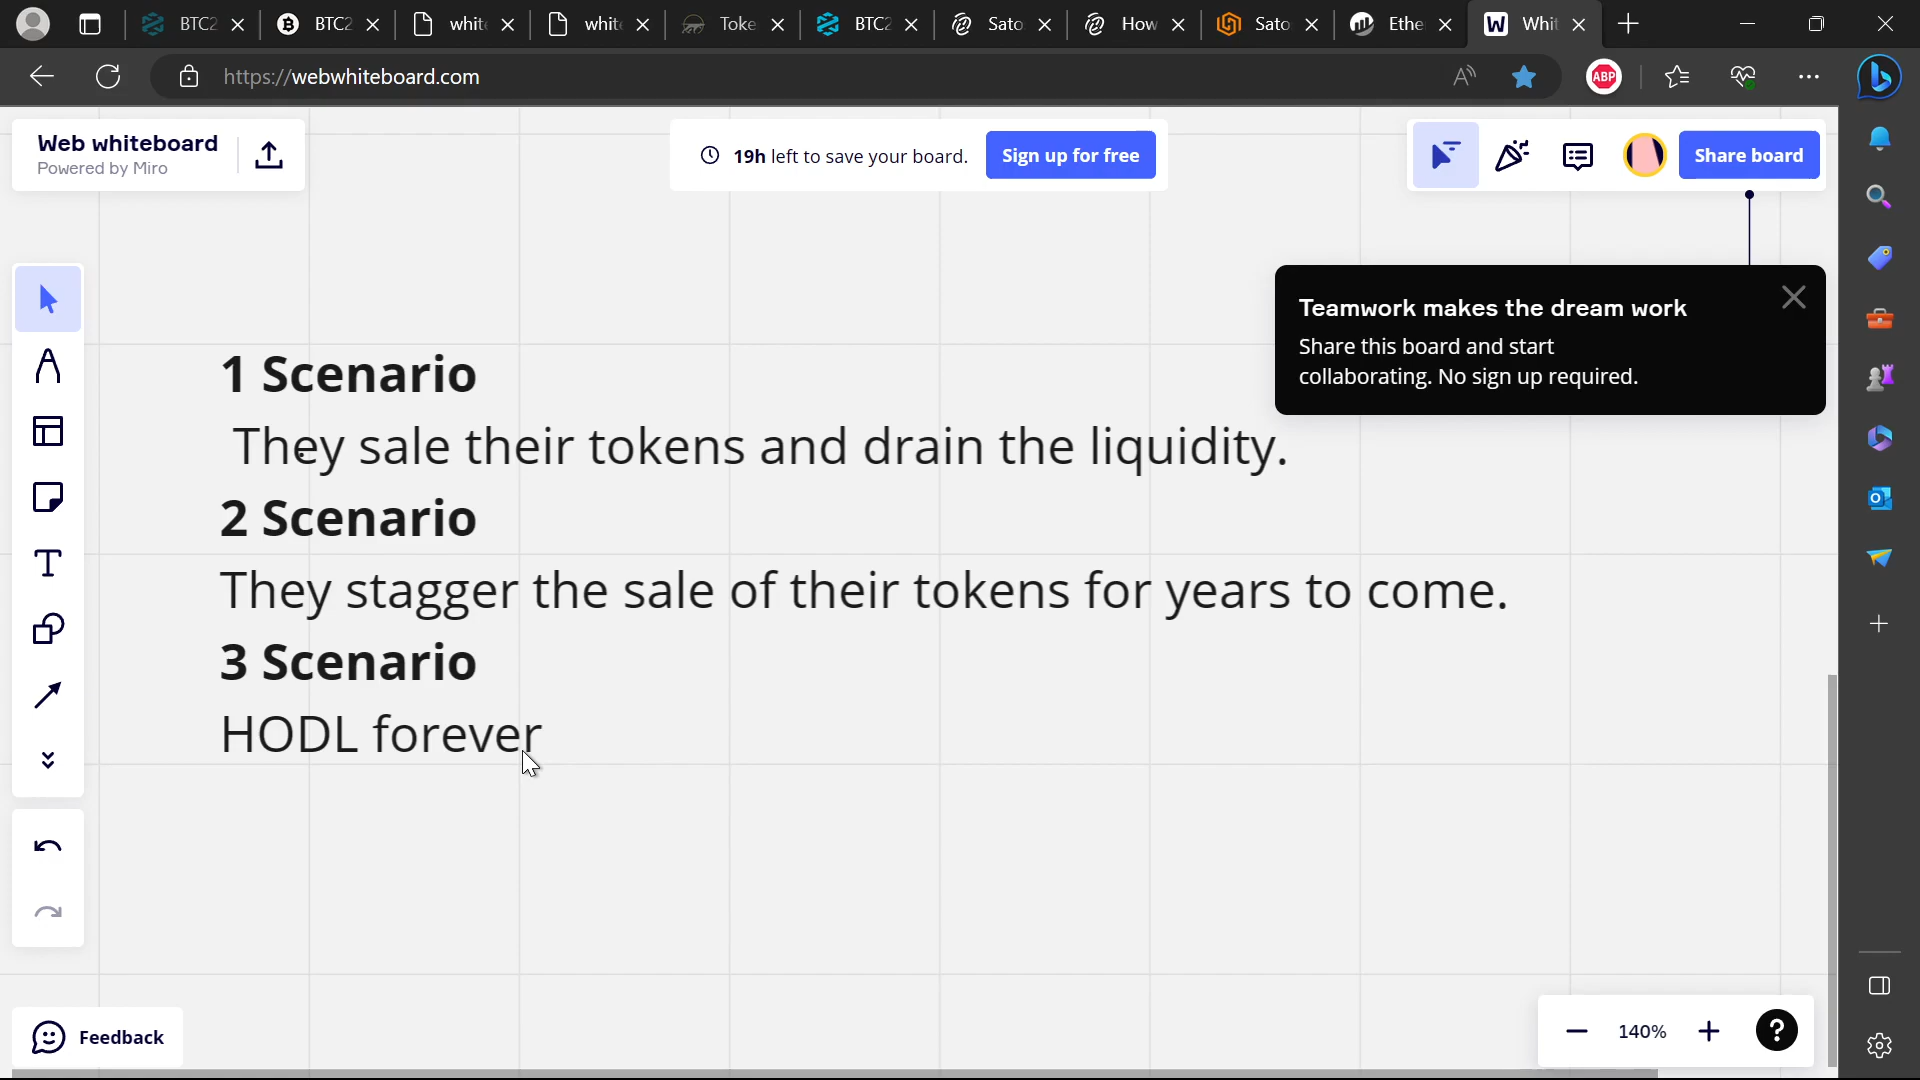 BTC2
BTC2
whit
whit
Toke
BTC2
Sato
How
Sato
Ethe
Whit
https://webwhiteboard.com
ABP
Web whiteboard
Powered by Miro
19h left to save your board.
Sign up for free
Share board
Teamwork makes the dream work
Share this board and start
collaborating. No sign up required.
1 Scenario
They sale their tokens and drain the liquidity.
2 Scenario
They stagger the sale of their tokens for years to come.
3 Scenario
HODL forever
Feedback
140%